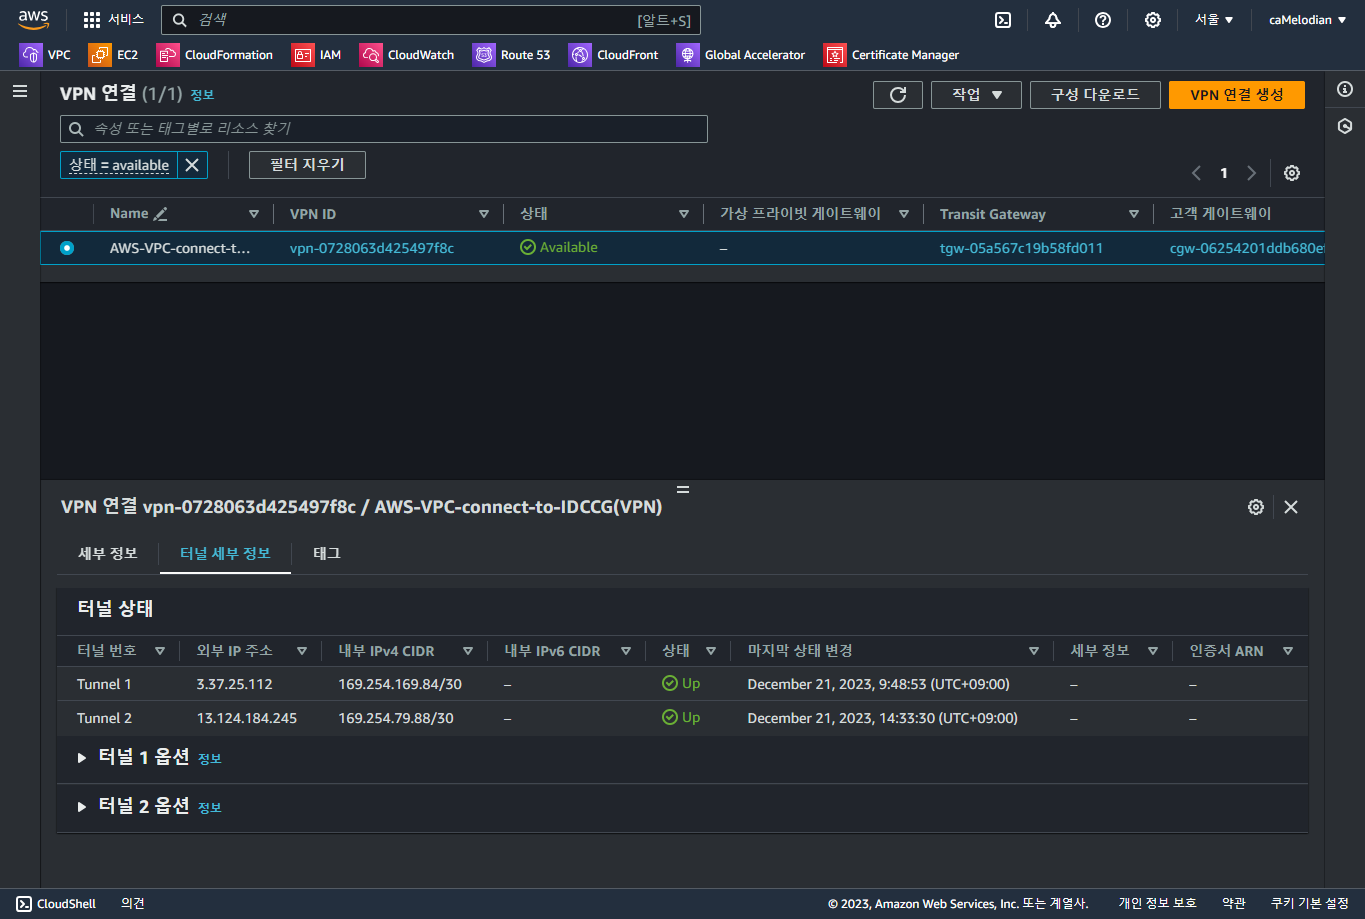 aws 서비스 검색 [알트+S] 서울 ▼ caMelodian ▼
VPC EC2 CloudFormation IAM CloudWatch Route 53 CloudFront Global Accelerator Certificate Manager
VPN 연결 (1/1) 정보 작업 ▼ 구성 다운로드 VPN 연결 생성
속성 또는 태그별로 리소스 찾기
상태 = available 필터 지우기
1
Name VPN ID 상태 가상 프라이빗 게이트웨이 Transit Gateway 고객 게이트웨이
AWS-VPC-connect-t... vpn-0728063d425497f8c Available – tgw-05a567c19b58fd011 cgw-06254201ddb680e
VPN 연결 vpn-0728063d425497f8c / AWS-VPC-connect-to-IDCCG(VPN)
세부 정보 터널 세부 정보 태그
터널 상태
터널 번호 외부 IP 주소 내부 IPv4 CIDR 내부 IPv6 CIDR 상태 마지막 상태 변경 세부 정보 인증서 ARN
Tunnel 1 3.37.25.112 169.254.169.84/30 – Up December 21, 2023, 9:48:53 (UTC+09:00) – –
Tunnel 2 13.124.184.245 169.254.79.88/30 – Up December 21, 2023, 14:33:30 (UTC+09:00) – –
터널 1 옵션 정보
터널 2 옵션 정보
CloudShell 의견 © 2023, Amazon Web Services, Inc. 또는 계열사. 개인 정보 보호 약관 쿠키 기본 설정